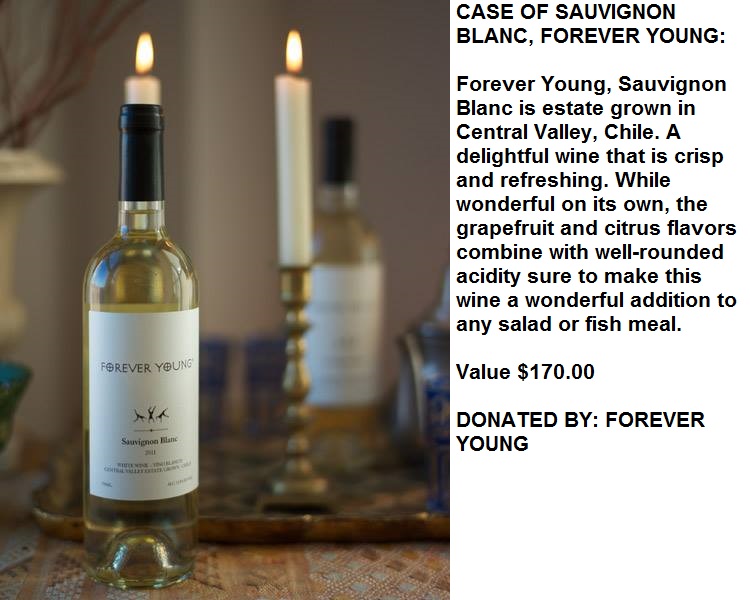 CASE OF SAUVIGNON
BLANC, FOREVER YOUNG:
Forever Young, Sauvignon
Blanc is estate grown in
Central Valley, Chile. A
delightful wine that is crisp
and refreshing. While
wonderful on its own, the
grapefruit and citrus flavors
combine with well-rounded
acidity sure to make this
wine a wonderful addition to
any salad or fish meal.
Value $170.00
DONATED BY: FOREVER
YOUNG
FOREVER YOUNG
Sauvignon Blanc
2011
WHITE WINE - VINO BLANCO
CENTRAL VALLEY ESTATE GROWN, CHILE